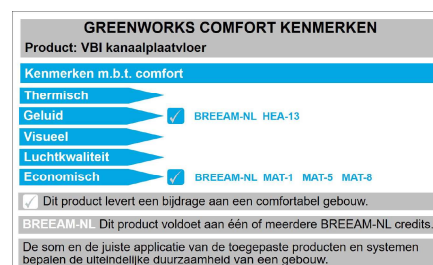 GREENWORKS COMFORT KENMERKEN
Product: VBI kanaalplaatvloer
Kenmerken m.b.t. comfort
Thermisch
Geluid BREEAM-NL HEA-13
Visueel
Luchtkwaliteit
Economisch BREEAM-NL MAT-1 MAT-5 MAT-8
Dit product levert een bijdrage aan een comfortabel gebouw.
BREEAM-NL Dit product voldoet aan één of meerdere BREEAM-NL credits.
De som en de juiste applicatie van de toegepaste producten en systemen
bepalen de uiteindelijke duurzaamheid van een gebouw.